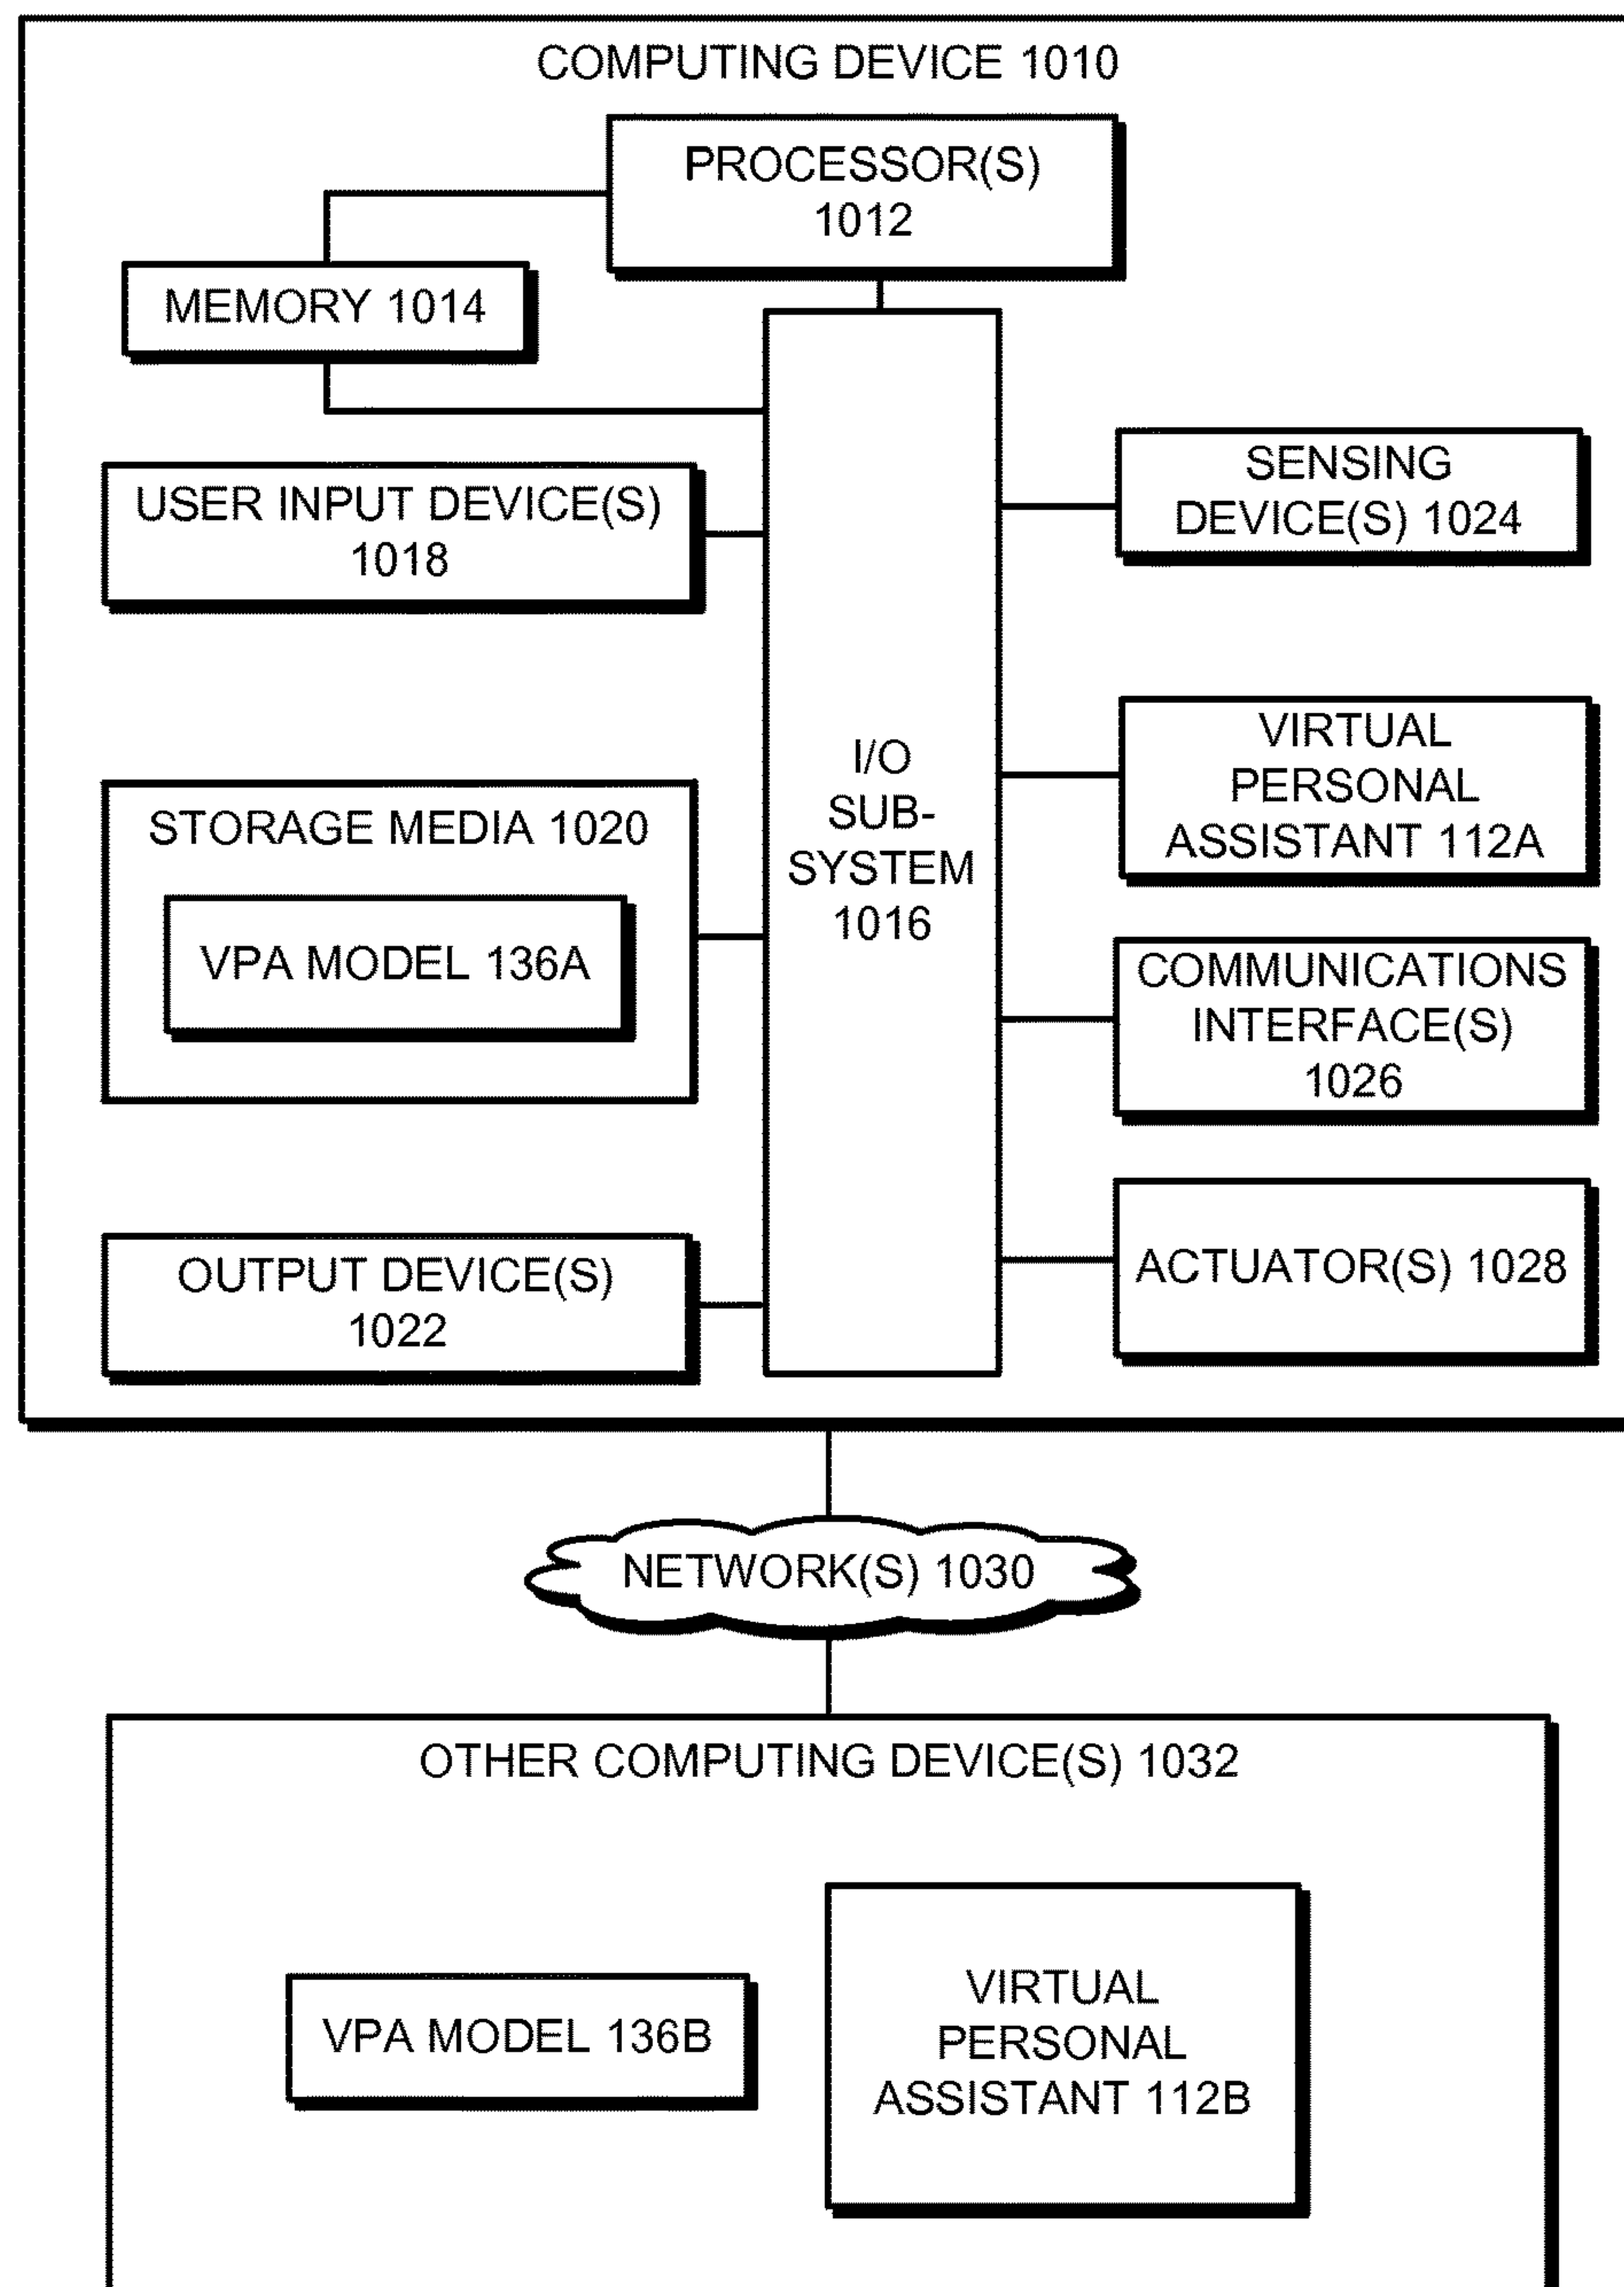 COMPUTING DEVICE 1010
PROCESSOR(S)
1012
MEMORY 1014
USER INPUT DEVICE(S)
1018
STORAGE MEDIA 1020
VPA MODEL 136A
OUTPUT DEVICE(S)
1022
I/O
SUB-
SYSTEM
1016
SENSING
DEVICE(S) 1024
VIRTUAL
PERSONAL
ASSISTANT 112A
COMMUNICATIONS
INTERFACE(S)
1026
ACTUATOR(S) 1028
NETWORK(S) 1030
OTHER COMPUTING DEVICE(S) 1032
VPA MODEL 136B
VIRTUAL
PERSONAL
ASSISTANT 112B